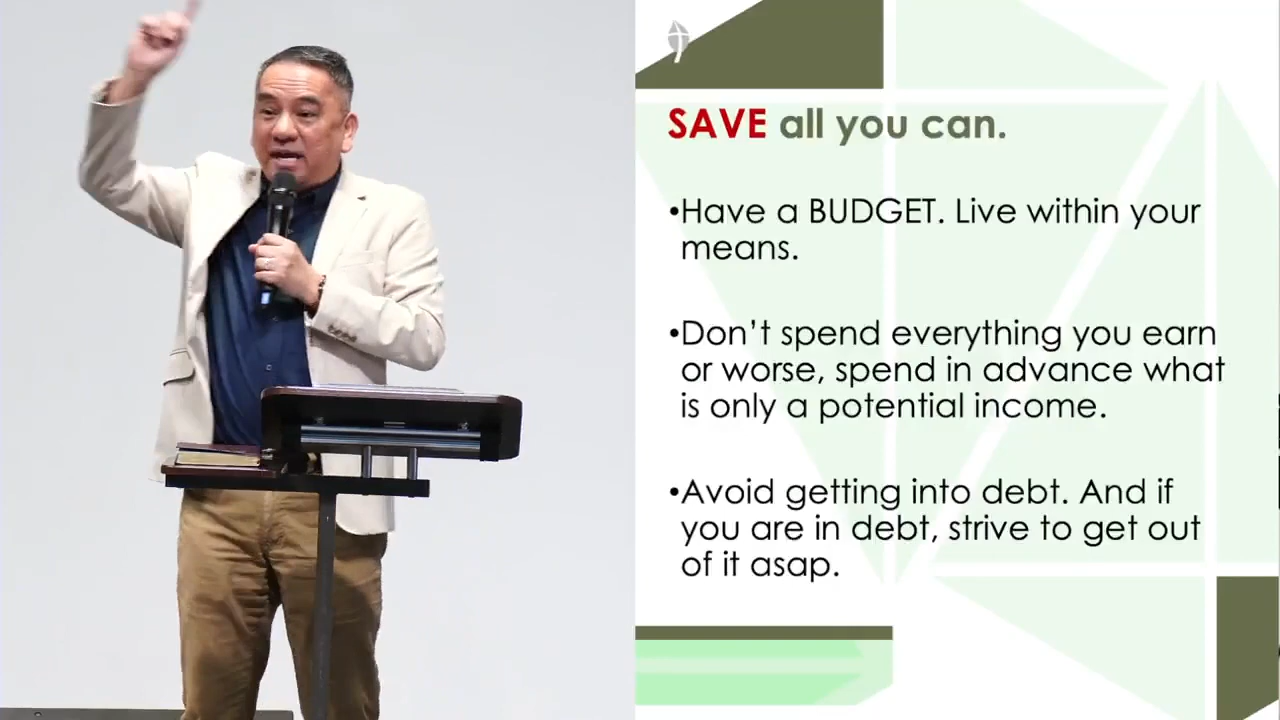 SAVE all you can.
•Have a BUDGET. Live within your
means.
•Don’t spend everything you earn
or worse, spend in advance what
is only a potential income.
•Avoid getting into debt. And if
you are in debt, strive to get out
of it asap.